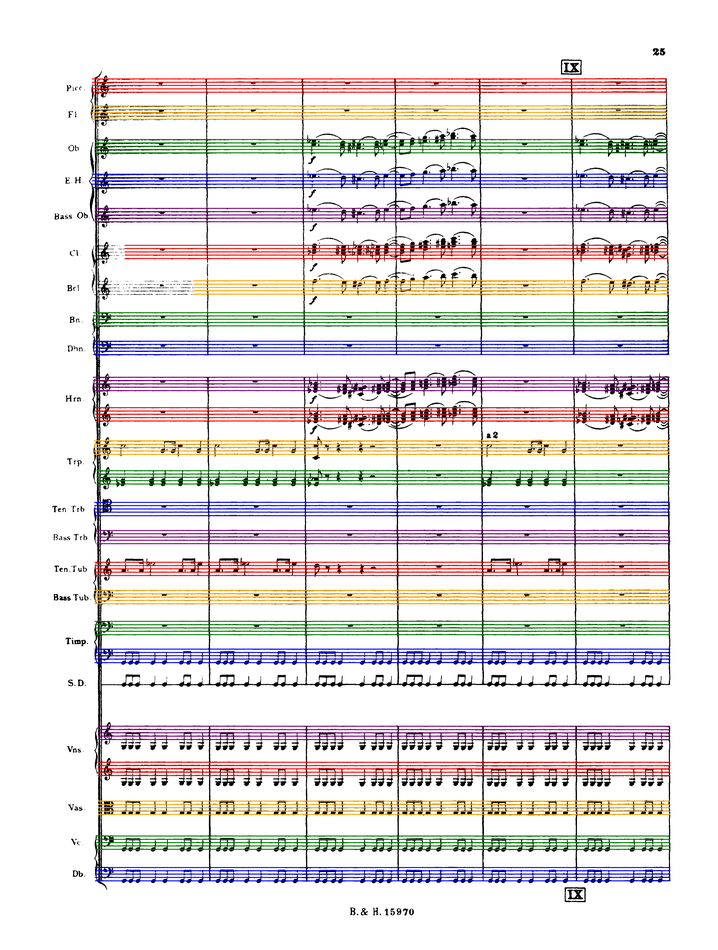 25
IX
Picc.
Fl.
Ob.
E.H.
Bass Ob.
Cl.
f
f
f
f
Bcl.
f
Bn.
Dbn.
Hrn.
f
f
a 2
Trp.
Ten. Trb.
Bass Trb.
Ten. Tub.
Bass Tub.
Timp.
S.D.
Vns.
Vas.
Vc.
Db.
IX
B. & H. 15970